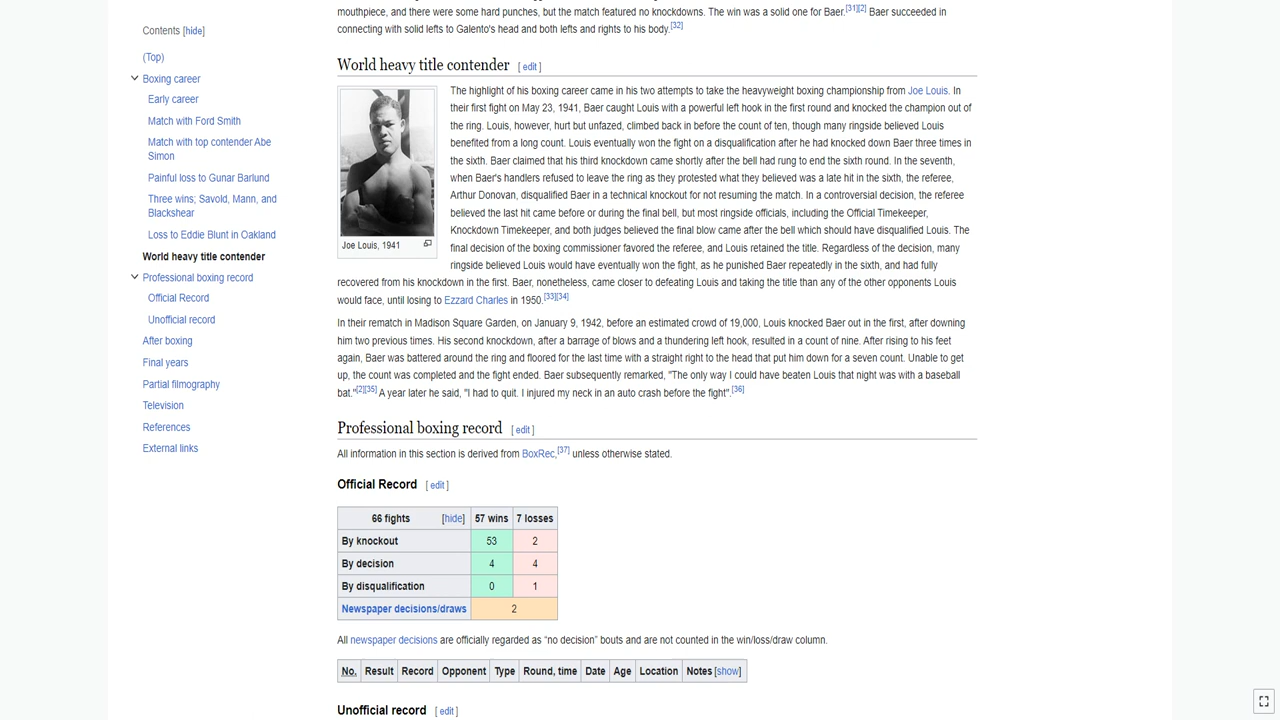 Contents [hide]
(Top)
Boxing career
Early career
Match with Ford Smith
Match with top contender Abe
Simon
Painful loss to Gunar Barlund
Three wins; Savold, Mann, and
Blackshear
Loss to Eddie Blunt in Oakland
World heavy title contender
Professional boxing record
Official Record
Unofficial record
After boxing
Final years
Partial filmography
Television
References
External links
mouthpiece, and there were some hard punches, but the match featured no knockdowns. The win was a solid one for Baer.[31][2] Baer succeeded in
connecting with solid lefts to Galento's head and both lefts and rights to his body.[32]
World heavy title contender [ edit ]
Joe Louis, 1941
The highlight of his boxing career came in his two attempts to take the heavyweight boxing championship from Joe Louis. In
their first fight on May 23, 1941, Baer caught Louis with a powerful left hook in the first round and knocked the champion out of
the ring. Louis, however, hurt but unfazed, climbed back in before the count of ten, though many ringside believed Louis
benefited from a long count. Louis eventually won the fight on a disqualification after he had knocked down Baer three times in
the sixth. Baer claimed that his third knockdown came shortly after the bell had rung to end the sixth round. In the seventh,
when Baer's handlers refused to leave the ring as they protested what they believed was a late hit in the sixth, the referee,
Arthur Donovan, disqualified Baer in a technical knockout for not resuming the match. In a controversial decision, the referee
believed the last hit came before or during the final bell, but most ringside officials, including the Official Timekeeper,
Knockdown Timekeeper, and both judges believed the final blow came after the bell which should have disqualified Louis. The
final decision of the boxing commissioner favored the referee, and Louis retained the title. Regardless of the decision, many
ringside believed Louis would have eventually won the fight, as he punished Baer repeatedly in the sixth, and had fully
recovered from his knockdown in the first. Baer, nonetheless, came closer to defeating Louis and taking the title than any of the other opponents Louis
would face, until losing to Ezzard Charles in 1950.[33][34]
In their rematch in Madison Square Garden, on January 9, 1942, before an estimated crowd of 19,000, Louis knocked Baer out in the first, after downing
him two previous times. His second knockdown, after a barrage of blows and a thundering left hook, resulted in a count of nine. After rising to his feet
again, Baer was battered around the ring and floored for the last time with a straight right to the head that put him down for a seven count. Unable to get
up, the count was completed and the fight ended. Baer subsequently remarked, "The only way I could have beaten Louis that night was with a baseball
bat."[2][35] A year later he said, "I had to quit. I injured my neck in an auto crash before the fight".[36]
Professional boxing record [ edit ]
All information in this section is derived from BoxRec,[37] unless otherwise stated.
Official Record [ edit ]
66 fights [hide] 57 wins 7 losses
By knockout 53 2
By decision 4 4
By disqualification 0 1
Newspaper decisions/draws 2
All newspaper decisions are officially regarded as “no decision” bouts and are not counted in the win/loss/draw column.
No. Result Record Opponent Type Round, time Date Age Location Notes [show]
Unofficial record [ edit ]